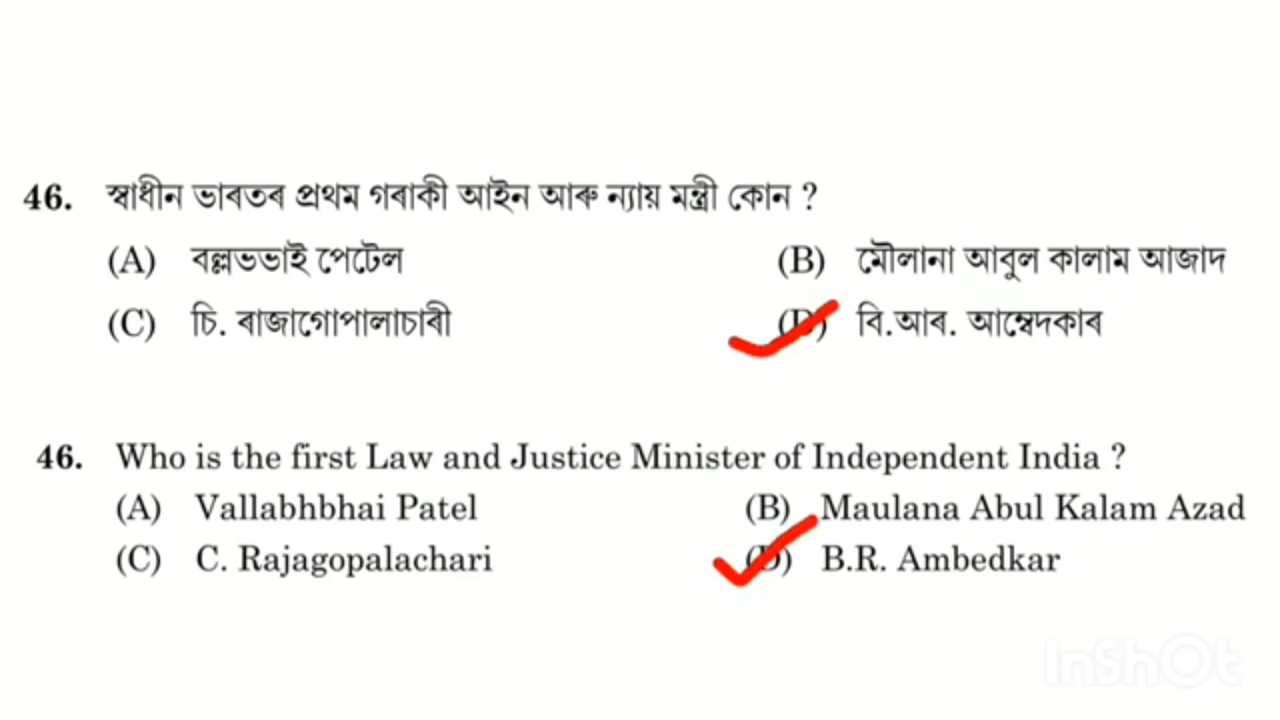 46. স্বাধীন ভাৰতৰ প্ৰথম গৰাকী আইন আৰু ন্যায় মন্ত্ৰী কোন ?
(A) বল্লভভাই পেটেল (B) মৌলানা আবুল কালাম আজাদ
(C) চি. ৰাজাগোপালাচাৰী (D) বি.আৰ. আম্বেদকাৰ
46. Who is the first Law and Justice Minister of Independent India ?
(A) Vallabhbhai Patel (B) Maulana Abul Kalam Azad
(C) C. Rajagopalachari (D) B.R. Ambedkar
InShOt